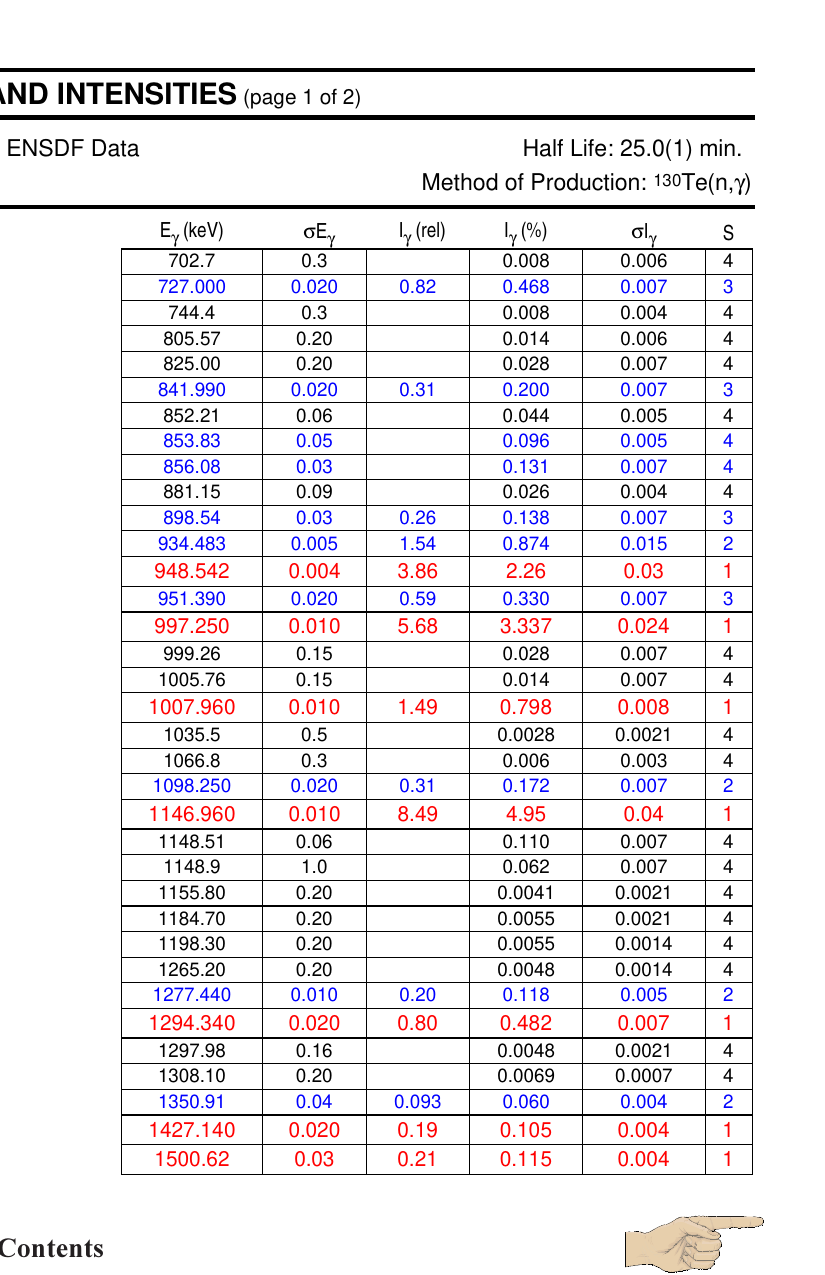 AND INTENSITIES (page 1 of 2)
ENSDF Data Half Life: 25.0(1) min.
Method of Production: 130Te(n,γ)
Eγ (keV) σEγ Iγ (rel) Iγ (%) σIγ S
702.7 0.3 0.008 0.006 4
727.000 0.020 0.82 0.468 0.007 3
744.4 0.3 0.008 0.004 4
805.57 0.20 0.014 0.006 4
825.00 0.20 0.028 0.007 4
841.990 0.020 0.31 0.200 0.007 3
852.21 0.06 0.044 0.005 4
853.83 0.05 0.096 0.005 4
856.08 0.03 0.131 0.007 4
881.15 0.09 0.026 0.004 4
898.54 0.03 0.26 0.138 0.007 3
934.483 0.005 1.54 0.874 0.015 2
948.542 0.004 3.86 2.26 0.03 1
951.390 0.020 0.59 0.330 0.007 3
997.250 0.010 5.68 3.337 0.024 1
999.26 0.15 0.028 0.007 4
1005.76 0.15 0.014 0.007 4
1007.960 0.010 1.49 0.798 0.008 1
1035.5 0.5 0.0028 0.0021 4
1066.8 0.3 0.006 0.003 4
1098.250 0.020 0.31 0.172 0.007 2
1146.960 0.010 8.49 4.95 0.04 1
1148.51 0.06 0.110 0.007 4
1148.9 1.0 0.062 0.007 4
1155.80 0.20 0.0041 0.0021 4
1184.70 0.20 0.0055 0.0021 4
1198.30 0.20 0.0055 0.0014 4
1265.20 0.20 0.0048 0.0014 4
1277.440 0.010 0.20 0.118 0.005 2
1294.340 0.020 0.80 0.482 0.007 1
1297.98 0.16 0.0048 0.0021 4
1308.10 0.20 0.0069 0.0007 4
1350.91 0.04 0.093 0.060 0.004 2
1427.140 0.020 0.19 0.105 0.004 1
1500.62 0.03 0.21 0.115 0.004 1
Contents